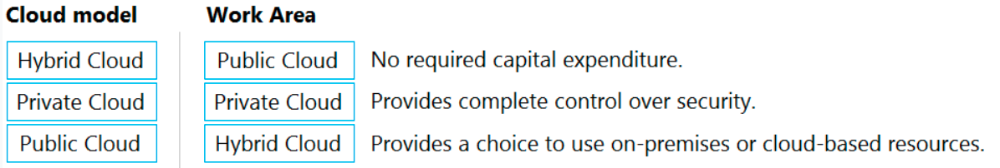 Cloud model Work Area
Hybrid Cloud Public Cloud No required capital expenditure.
Private Cloud Private Cloud Provides complete control over security.
Public Cloud Hybrid Cloud Provides a choice to use on-premises or cloud-based resources.